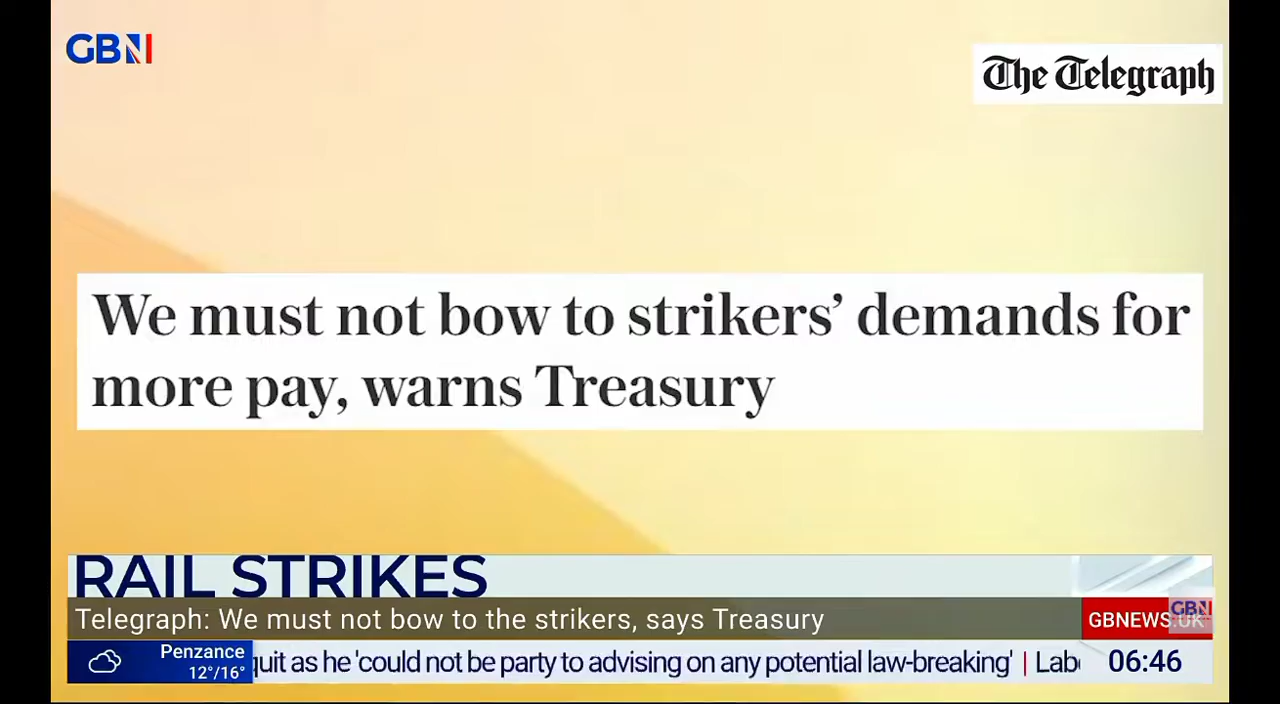 GBN
The Telegraph
We must not bow to strikers’ demands for
more pay, warns Treasury
RAIL STRIKES
Telegraph: We must not bow to the strikers, says Treasury
GBNEWS.UK
GBN
Penzance
12°/16°
quit as he 'could not be party to advising on any potential law-breaking' | Lab
06:46